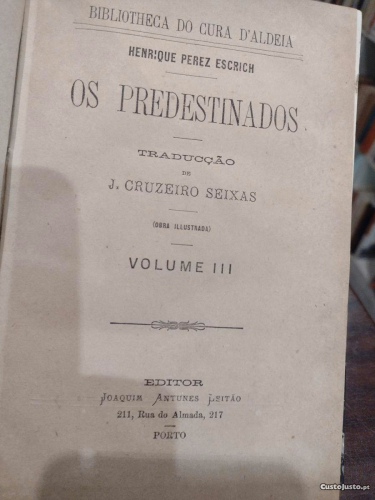 BIBLIOTHECA DO CURA D'ALDEIA
HENRIQUE PEREZ ESCRICH
OS PREDESTINADOS
TRADUCÇÃO
DE
J. CRUZEIRO SEIXAS
(OBRA ILLUSTRADA)
VOLUME III
EDITOR
JOAQUIM ANTUNES LEITÃO
211, Rua do Almada, 217
PORTO
CustoJusto.pt